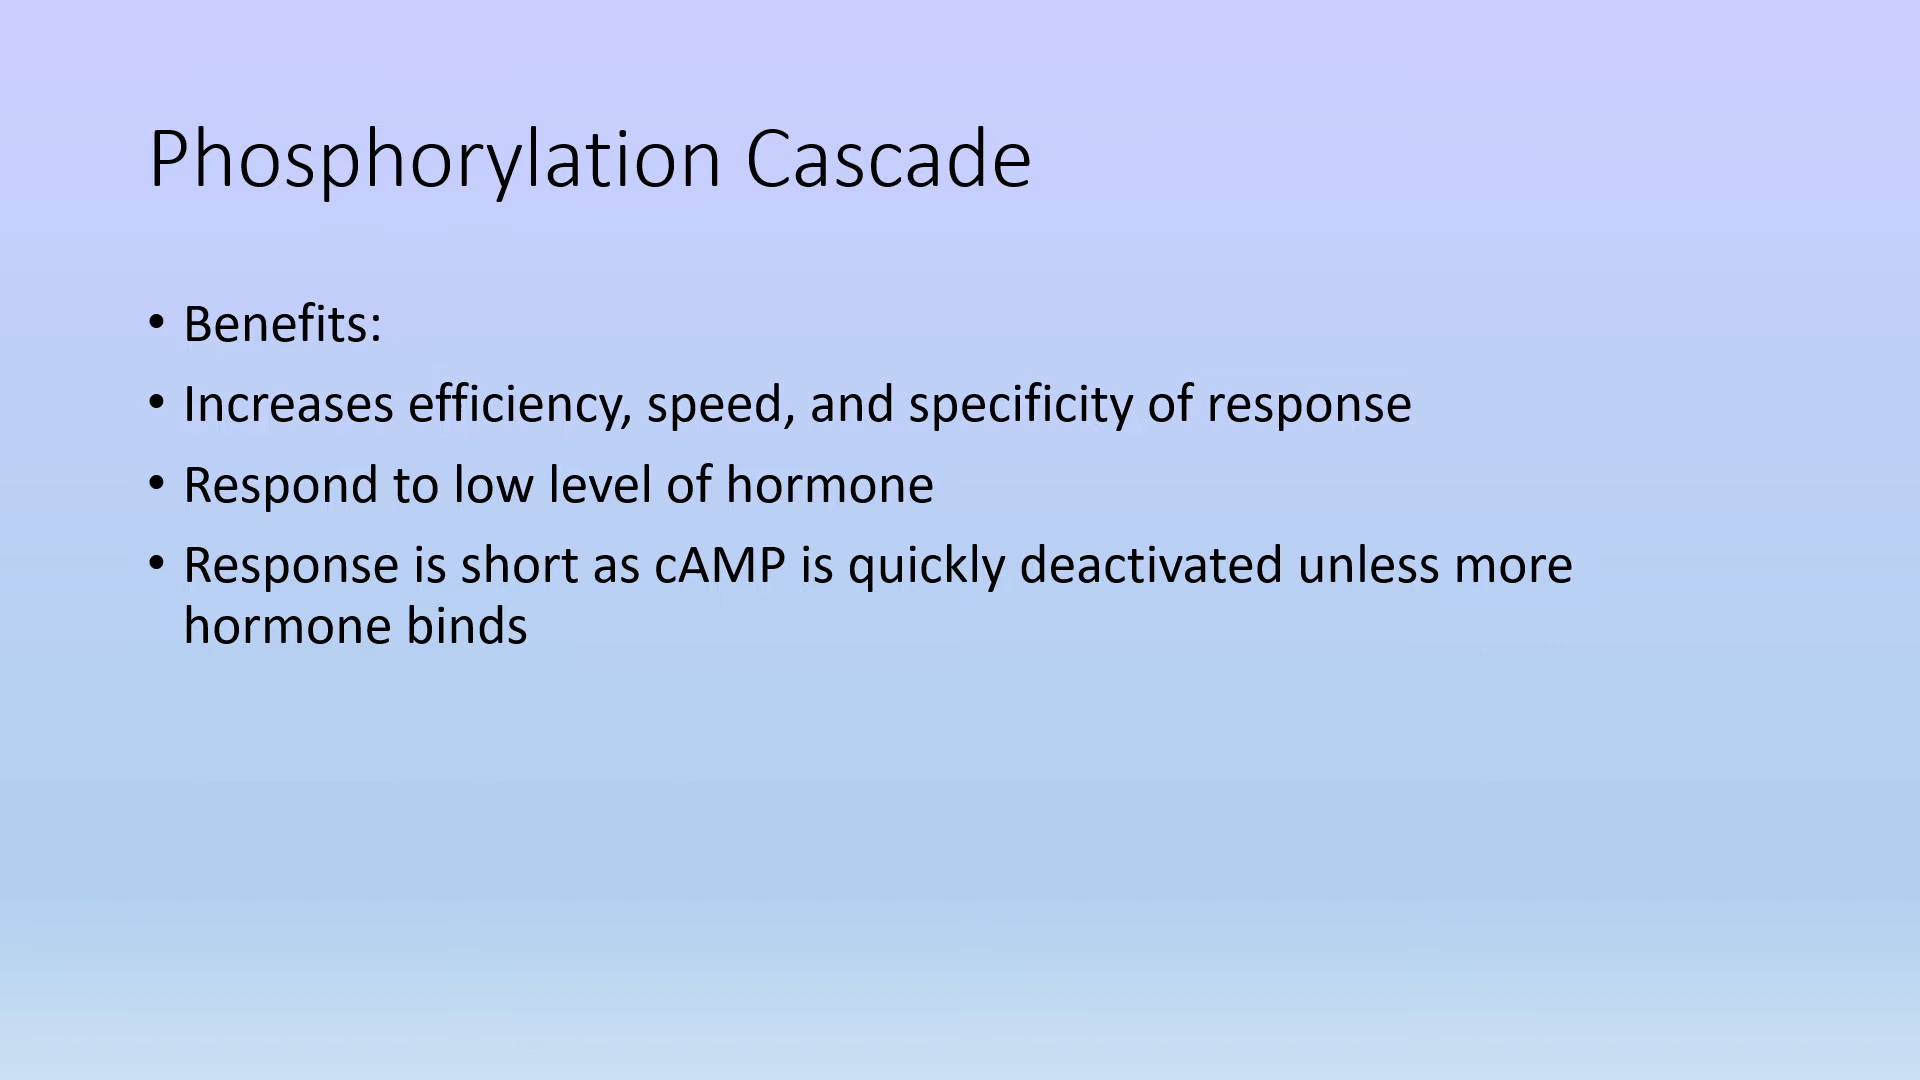 Phosphorylation Cascade
• Benefits:
• Increases efficiency, speed, and specificity of response
• Respond to low level of hormone
• Response is short as cAMP is quickly deactivated unless more
hormone binds